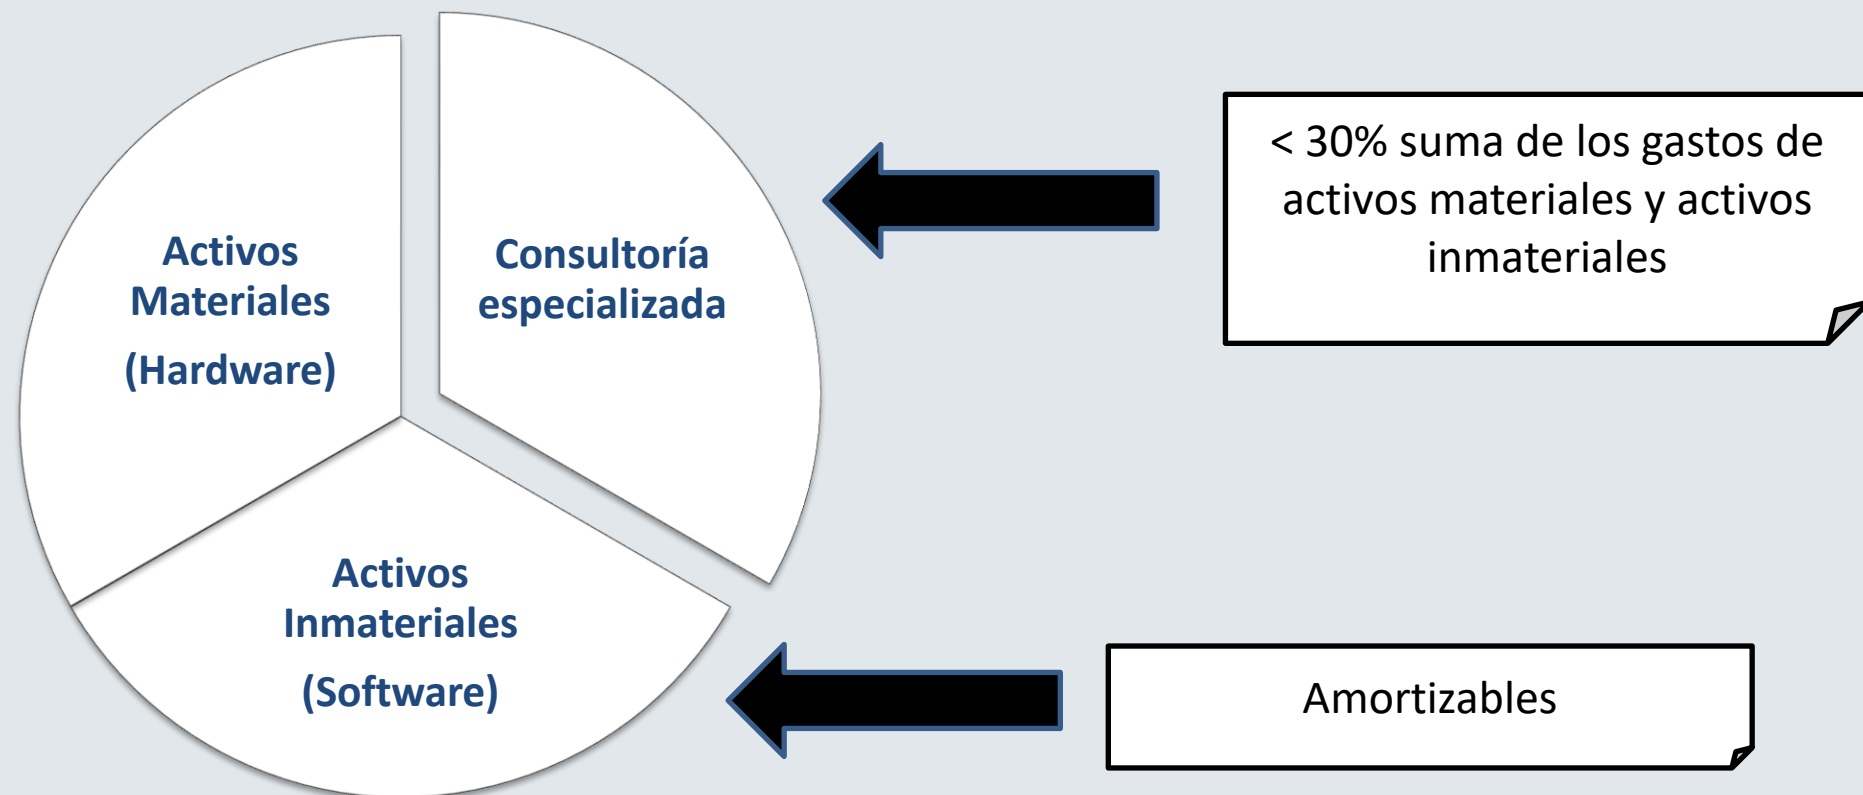 Activos
Materiales
(Hardware)
Consultoría
especializada
< 30% suma de los gastos de
activos materiales y activos
inmateriales
Activos
Inmateriales
(Software)
Amortizables